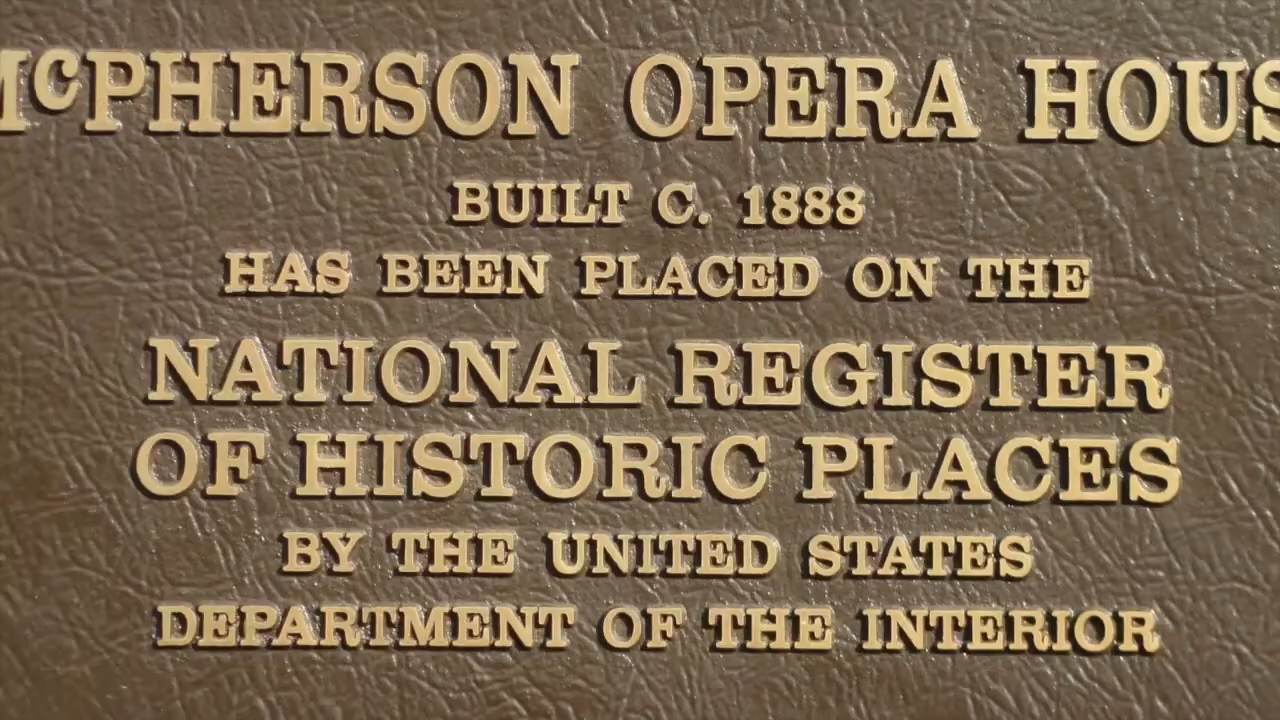 McPHERSON OPERA HOUS
BUILT C. 1888
HAS BEEN PLACED ON THE
NATIONAL REGISTER
OF HISTORIC PLACES
BY THE UNITED STATES
DEPARTMENT OF THE INTERIOR